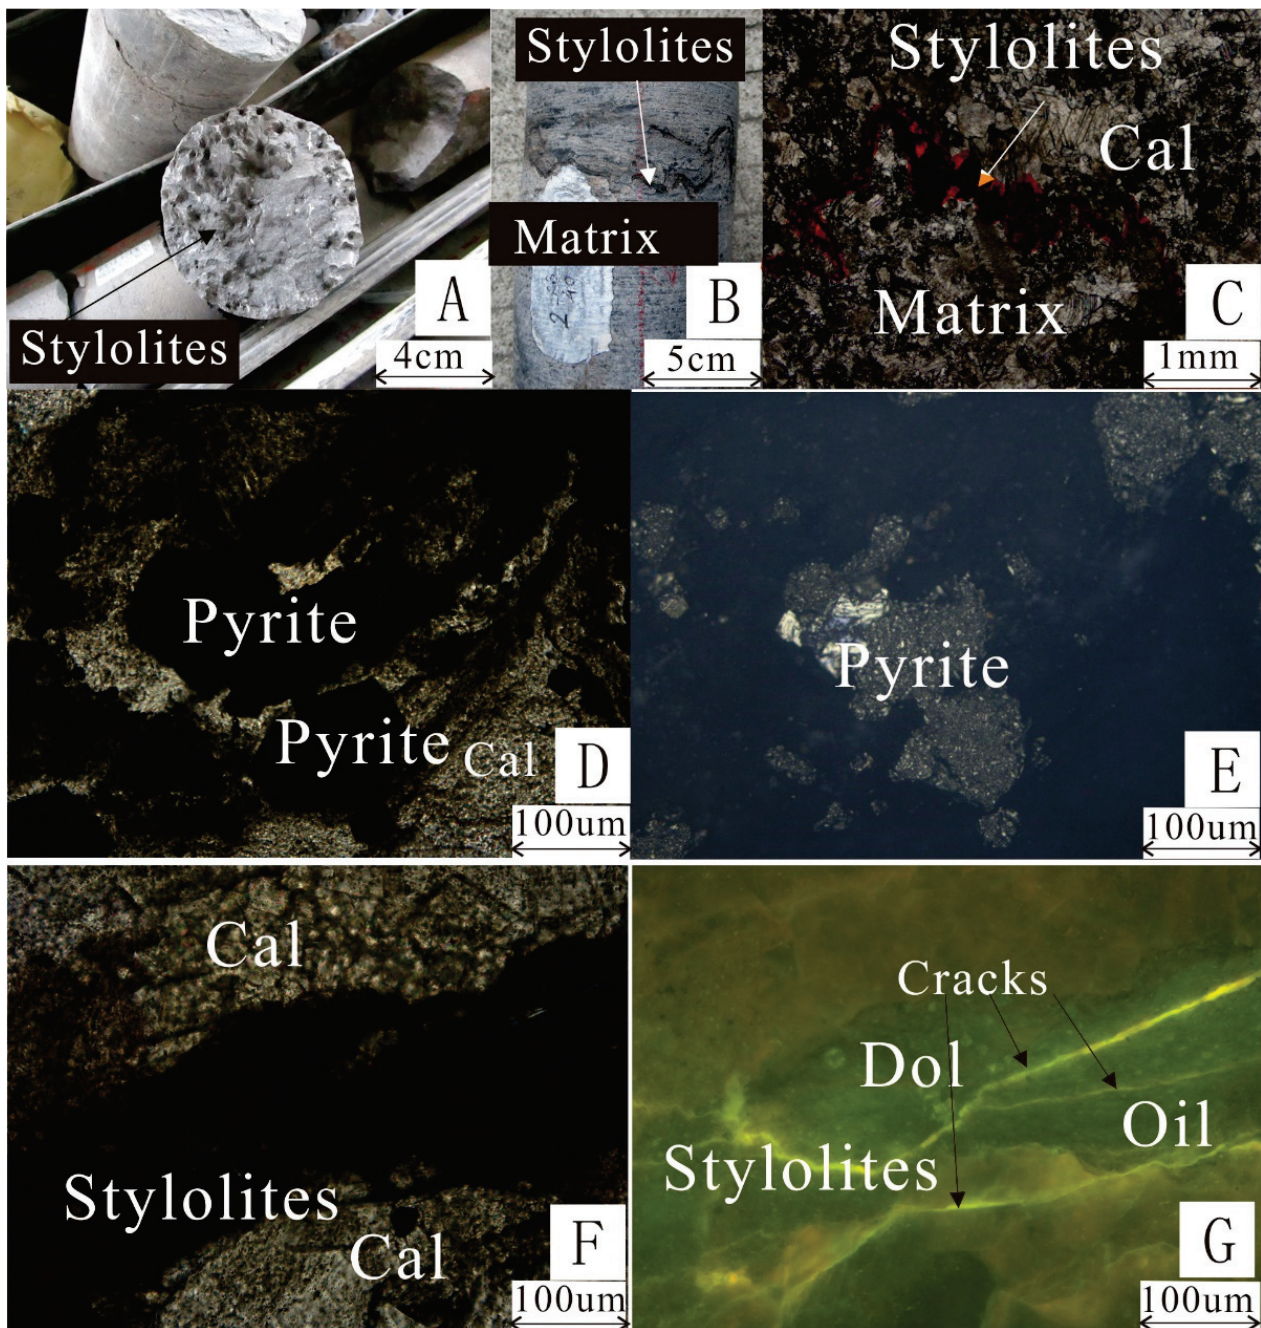 Stylolites
A
4cm
Stylolites
Matrix
B
5cm
Stylolites
Cal
Matrix
C
1mm
Pyrite
Pyrite
Cal
D
100um
Pyrite
E
100um
Cal
Stylolites
Cal
F
100um
Cracks
Dol
Oil
Stylolites
G
100um